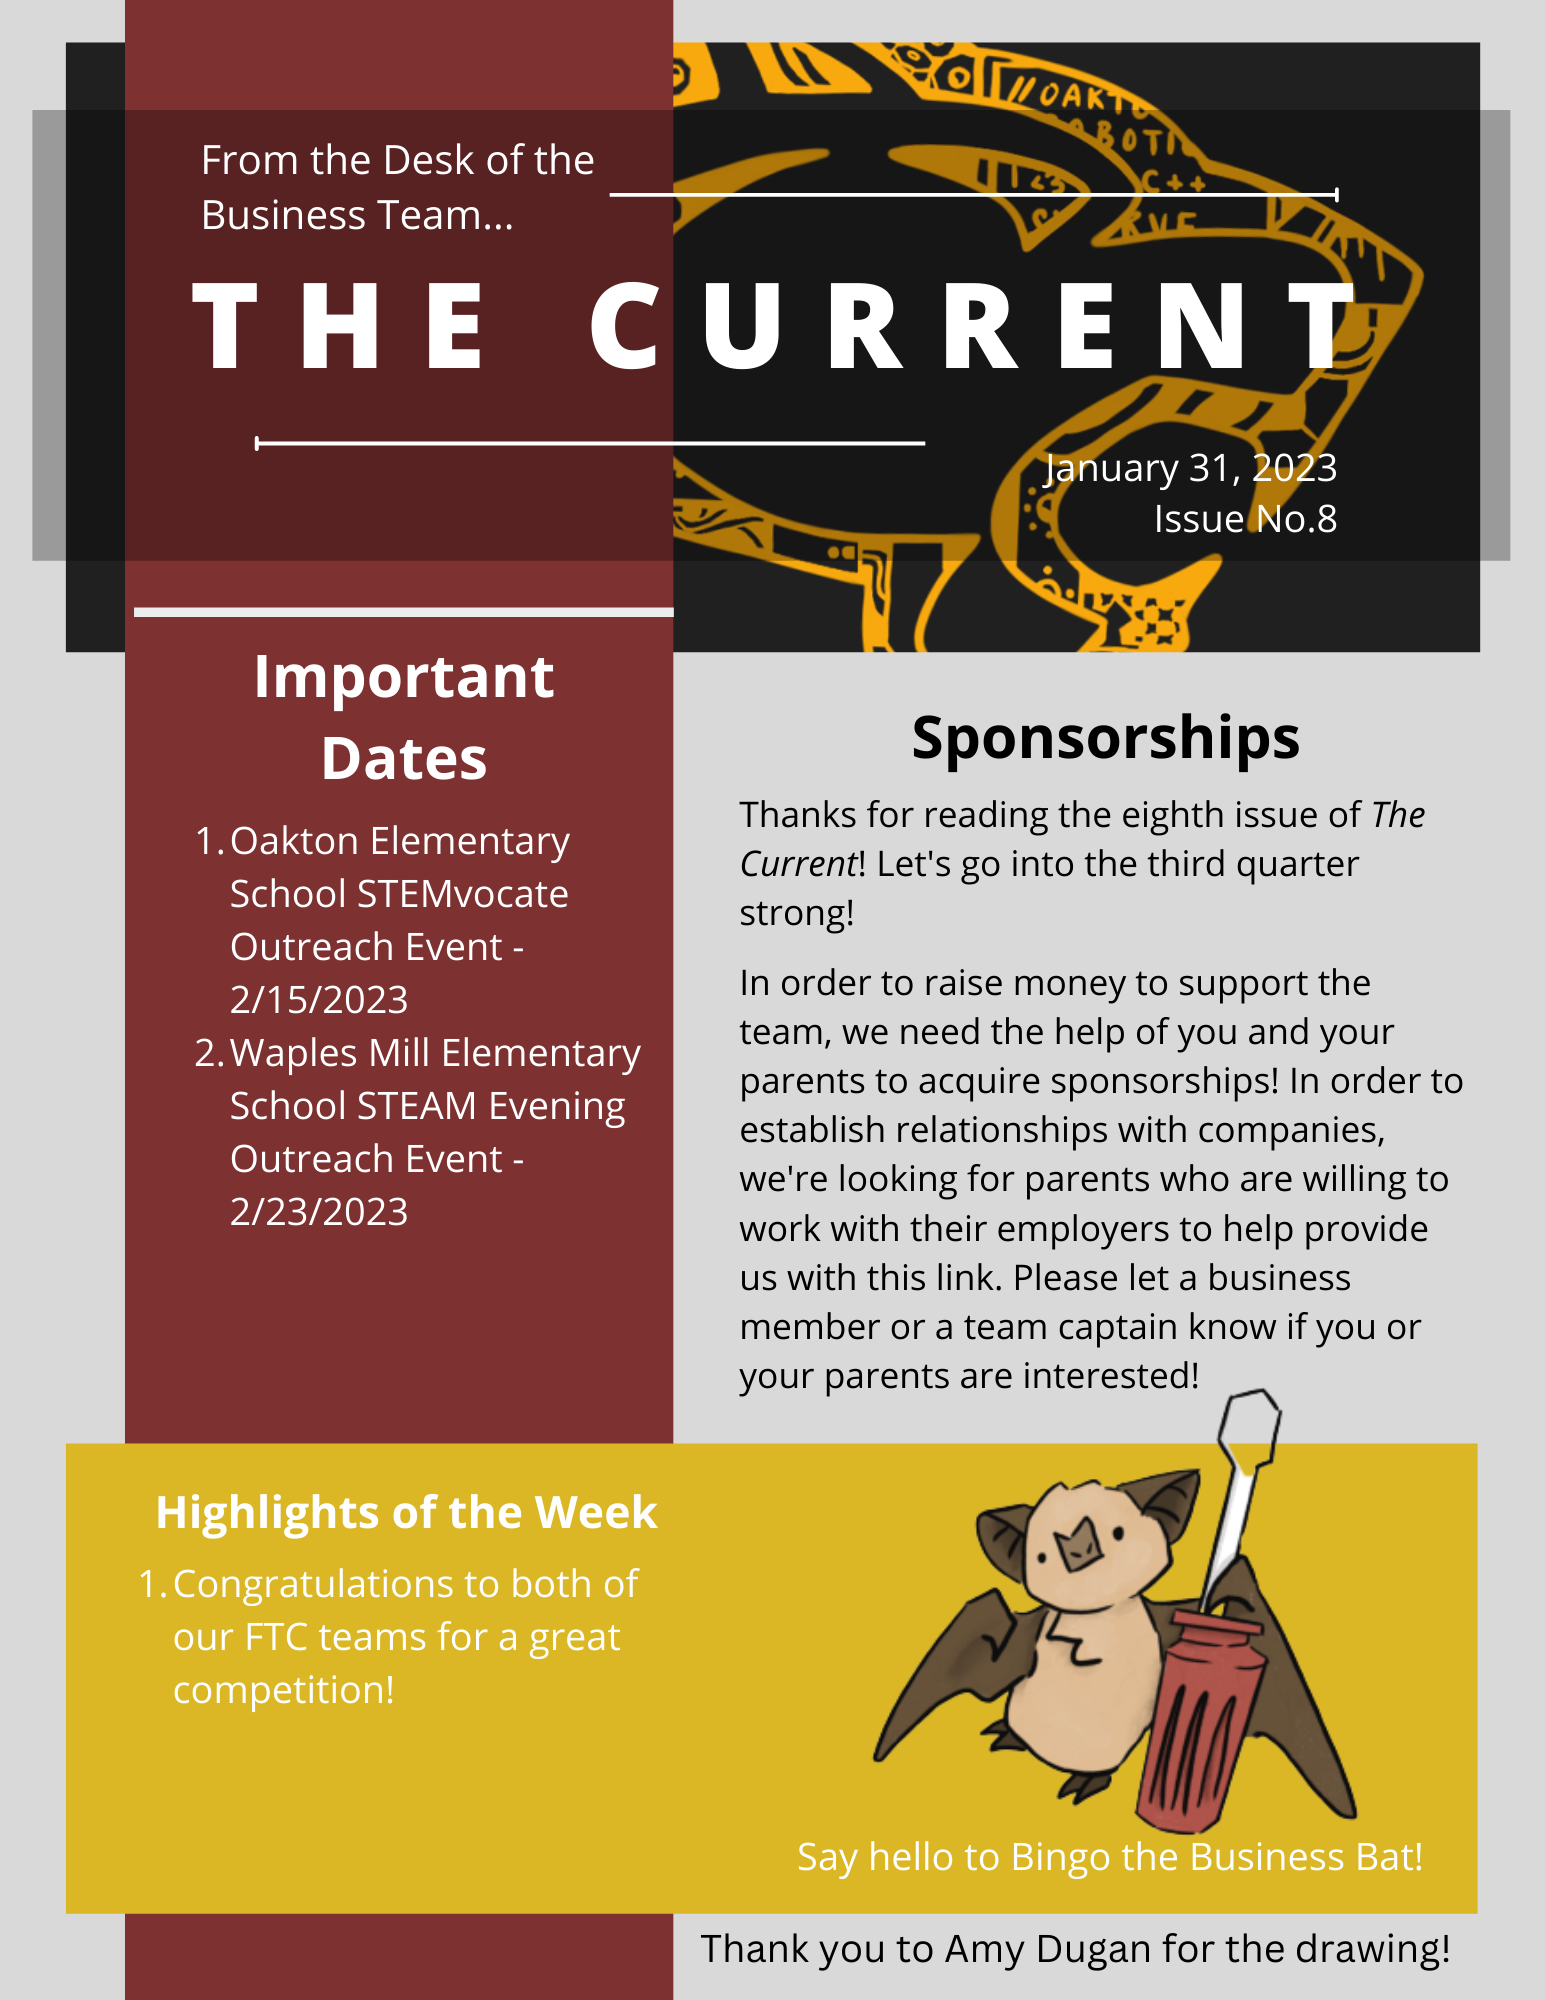 //OAKTO
ROBOTIC
C++
From the Desk of the
Business Team...
THE CURRENT
January 31, 2023
Issue No.8
Important
Dates
1. Oakton Elementary
School STEMvocate
Outreach Event -
2/15/2023
2. Waples Mill Elementary
School STEAM Evening
Outreach Event -
2/23/2023
Sponsorships
Thanks for reading the eighth issue of The
Current! Let's go into the third quarter
strong!
In order to raise money to support the
team, we need the help of you and your
parents to acquire sponsorships! In order to
establish relationships with companies,
we're looking for parents who are willing to
work with their employers to help provide
us with this link. Please let a business
member or a team captain know if you or
your parents are interested!
Highlights of the Week
1. Congratulations to both of
our FTC teams for a great
competition!
Say hello to Bingo the Business Bat!
Thank you to Amy Dugan for the drawing!